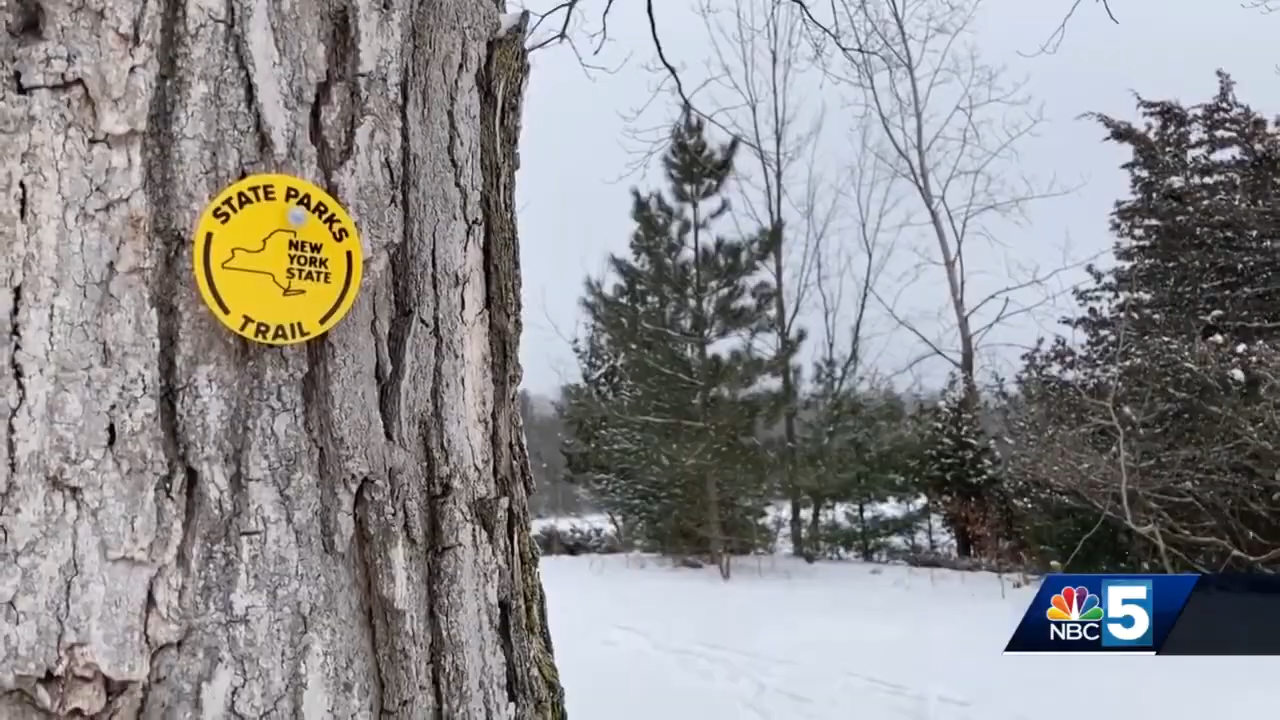 STATE PARKS
NEW
YORK
STATE
TRAIL
NBC 5